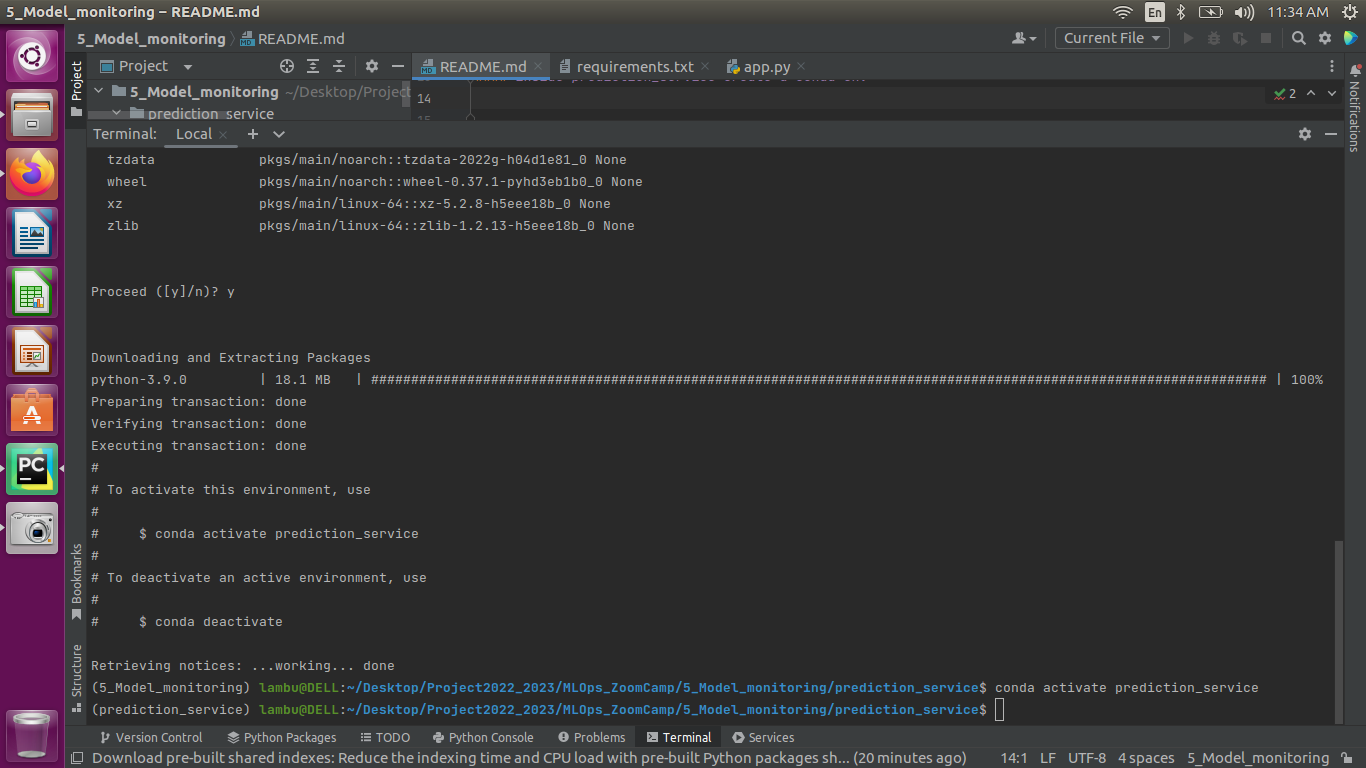 5_Model_monitoring – README.md
En
11:34 AM
5_Model_monitoring
README.md
Current File
Project
README.md
requirements.txt
app.py
5_Model_monitoring ~/Desktop/Project
14
2
prediction_service
Project
Notifications
Terminal:
Local
tzdata pkgs/main/noarch::tzdata-2022g-h04d1e81_0 None
wheel pkgs/main/noarch::wheel-0.37.1-pyhd3eb1b0_0 None
xz pkgs/main/linux-64::xz-5.2.8-h5eee18b_0 None
zlib pkgs/main/linux-64::zlib-1.2.13-h5eee18b_0 None
Proceed ([y]/n)? y
Downloading and Extracting Packages
python-3.9.0 | 18.1 MB | ################################################################################################################ | 100%
Preparing transaction: done
Verifying transaction: done
Executing transaction: done
#
# To activate this environment, use
#
# $ conda activate prediction_service
#
# To deactivate an active environment, use
#
# $ conda deactivate
Retrieving notices: ...working... done
(5_Model_monitoring) lambu@DELL:~/Desktop/Project2022_2023/MLOps_ZoomCamp/5_Model_monitoring/prediction_service$ conda activate prediction_service
(prediction_service) lambu@DELL:~/Desktop/Project2022_2023/MLOps_ZoomCamp/5_Model_monitoring/prediction_service$
Bookmarks
Structure
PC
Version Control
Python Packages
TODO
Python Console
Problems
Terminal
Services
Download pre-built shared indexes: Reduce the indexing time and CPU load with pre-built Python packages sh... (20 minutes ago)
14:1
LF
UTF-8
4 spaces
5_Model_monitoring